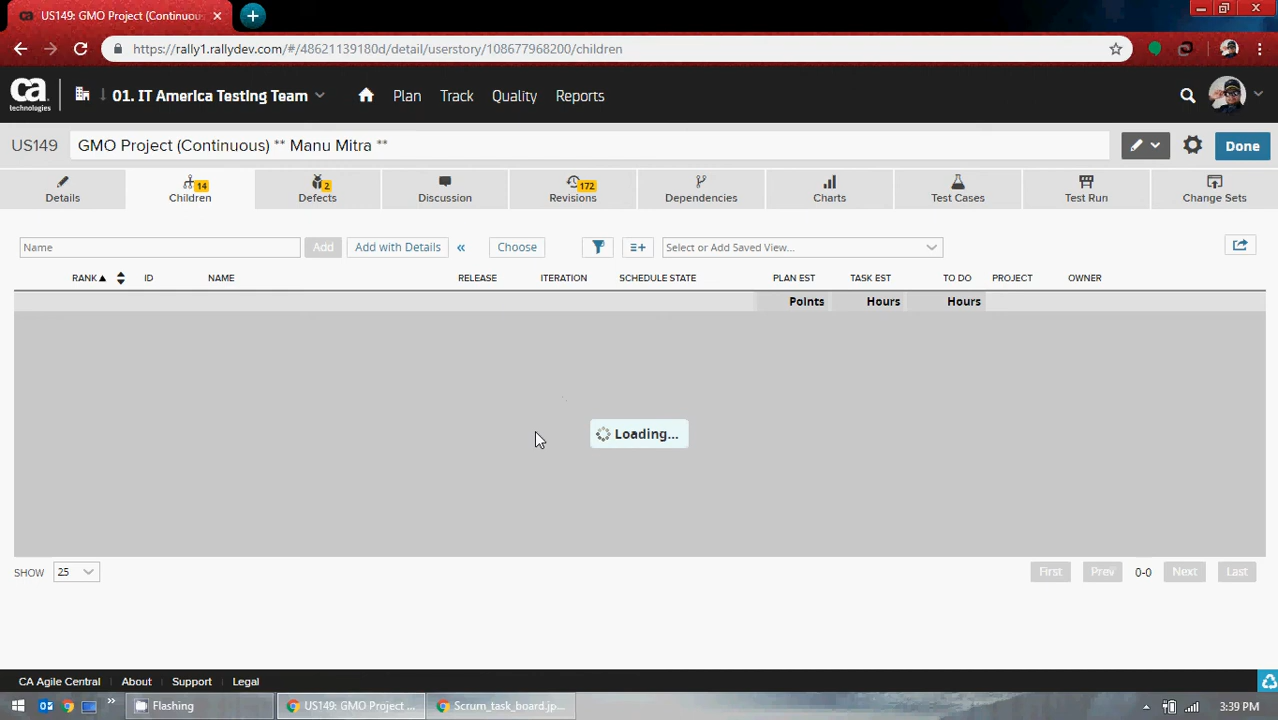 US149: GMO Project (Continuous
https://rally1.rallydev.com/#/48621139180d/detail/userstory/108677968200/children
ca technologies
01. IT America Testing Team
Plan
Track
Quality
Reports
US149
GMO Project (Continuous) ** Manu Mitra **
Done
Details
14
Children
2
Defects
Discussion
172
Revisions
Dependencies
Charts
Test Cases
Test Run
Change Sets
Name
Add
Add with Details
«
Choose
Select or Add Saved View...
RANK
ID
NAME
RELEASE
ITERATION
SCHEDULE STATE
PLAN EST
TASK EST
TO DO
PROJECT
OWNER
Points
Hours
Hours
Loading...
SHOW
25
First
Prev
0-0
Next
Last
CA Agile Central
About
Support
Legal
»
Flashing
US149: GMO Project ...
Scrum_task_board.jp...
3:39 PM